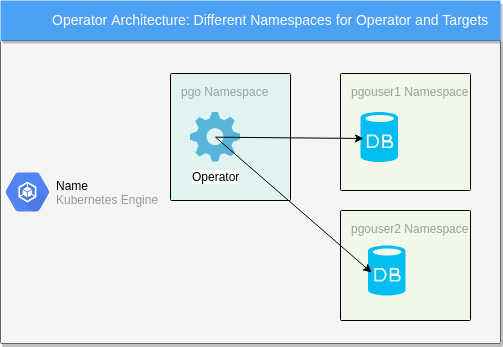 Operator Architecture: Different Namespaces for Operator and Targets
pgo Namespace
Operator
pgouser1 Namespace
DB
Name
Kubernetes Engine
pgouser2 Namespace
DB